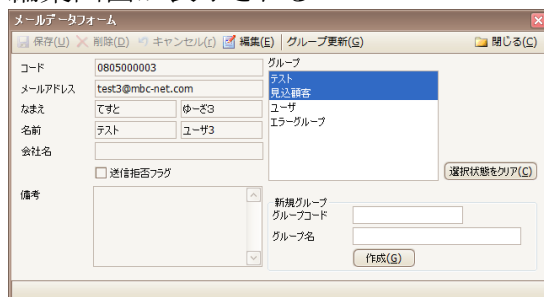 メールデータフォーム
保存(U) 削除(D) キャンセル(r) 編集(E) グループ更新(G) 閉じる(C)
コード 0805000003
メールアドレス test3@mbc-net.com
なまえ てすと ゆーざ3
名前 テスト ユーザ3
会社名
送信拒否フラグ
備考
グループ
テスト
見込顧客
ユーザ
エラーグループ
選択状態をクリア(C)
新規グループ
グループコード
グループ名
作成(G)